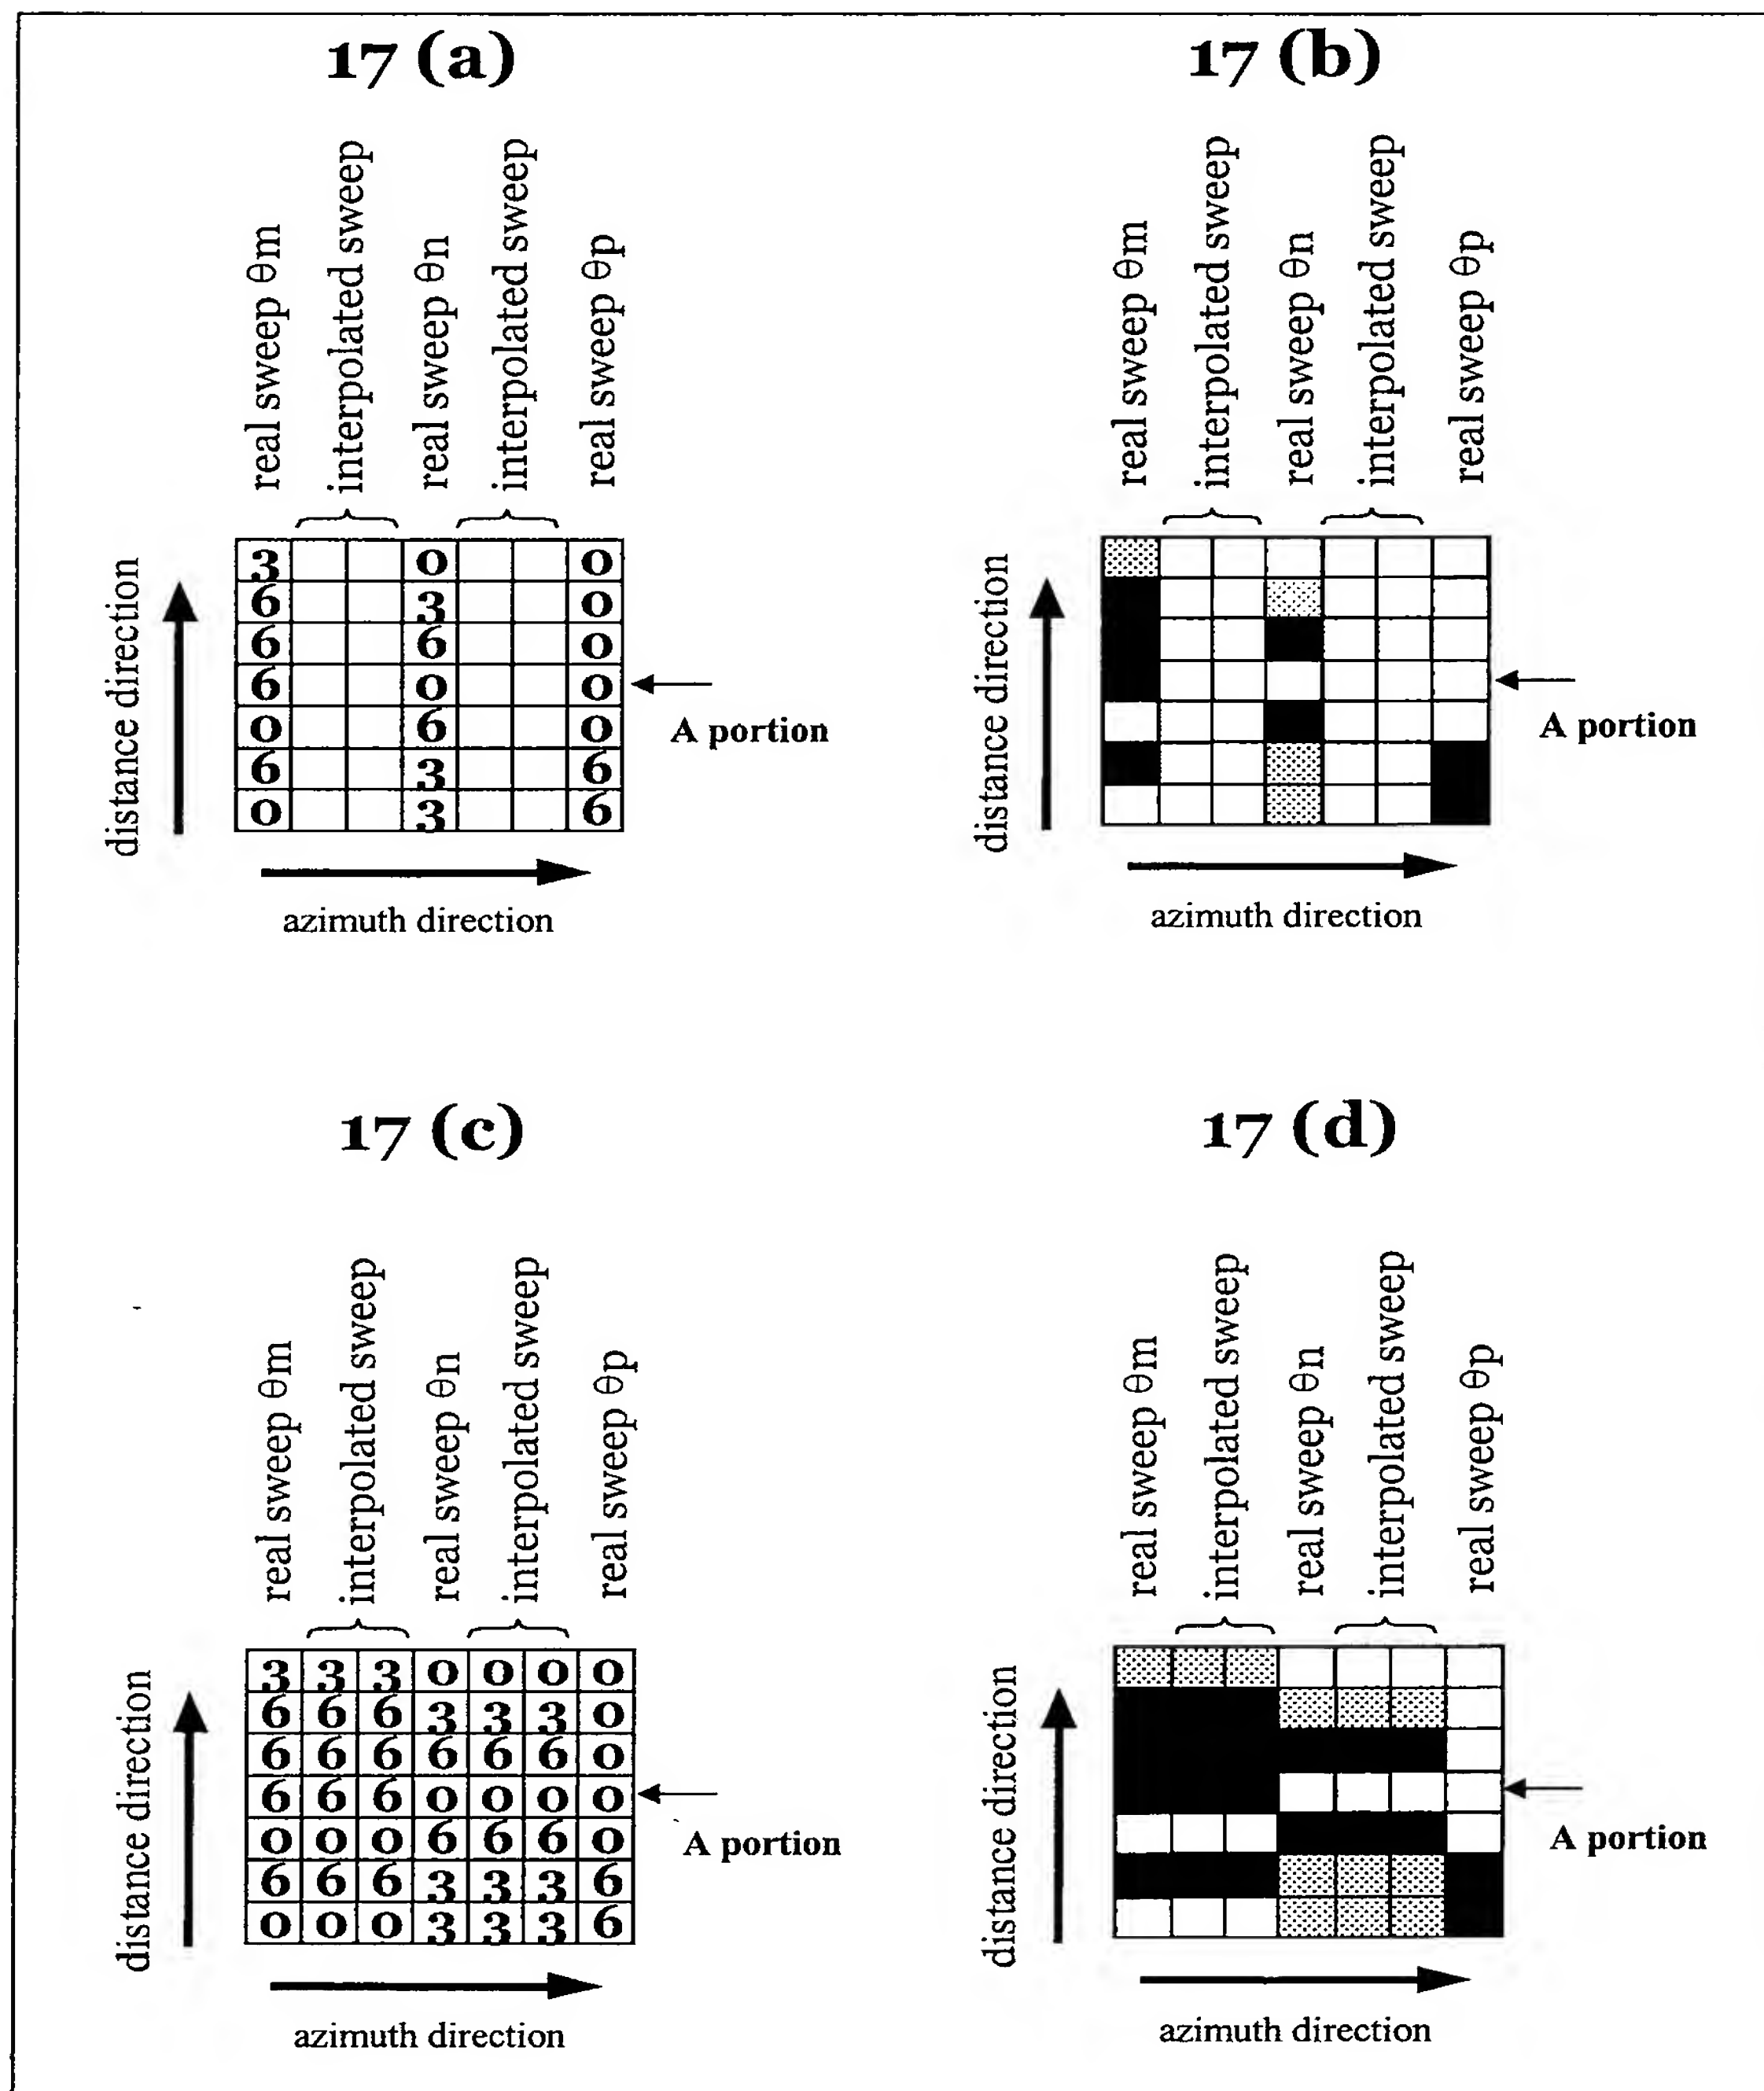 17 (a)
real sweep θm
interpolated sweep
real sweep θn
interpolated sweep
real sweep θp
distance direction
3 0 0
6 3 0
6 6 0
6 0 0
0 6 0
6 3 6
0 3 6
A portion
azimuth direction
17 (b)
real sweep θm
interpolated sweep
real sweep θn
interpolated sweep
real sweep θp
distance direction
A portion
azimuth direction
17 (c)
real sweep θm
interpolated sweep
real sweep θn
interpolated sweep
real sweep θp
distance direction
3 3 3 0 0 0 0
6 6 6 3 3 3 0
6 6 6 6 6 6 0
6 6 6 0 0 0 0
0 0 0 6 6 6 0
6 6 6 3 3 3 6
0 0 0 3 3 3 6
A portion
azimuth direction
17 (d)
real sweep θm
interpolated sweep
real sweep θn
interpolated sweep
real sweep θp
distance direction
A portion
azimuth direction